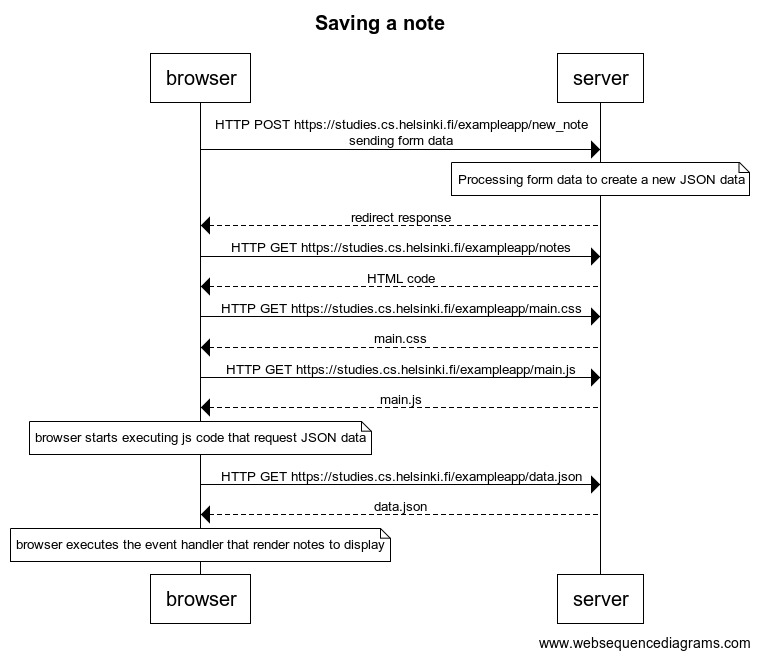 Saving a note
browser
server
HTTP POST https://studies.cs.helsinki.fi/exampleapp/new_note
sending form data
Processing form data to create a new JSON data
redirect response
HTTP GET https://studies.cs.helsinki.fi/exampleapp/notes
HTML code
HTTP GET https://studies.cs.helsinki.fi/exampleapp/main.css
main.css
HTTP GET https://studies.cs.helsinki.fi/exampleapp/main.js
main.js
browser starts executing js code that request JSON data
HTTP GET https://studies.cs.helsinki.fi/exampleapp/data.json
data.json
browser executes the event handler that render notes to display
browser
server
www.websequencediagrams.com